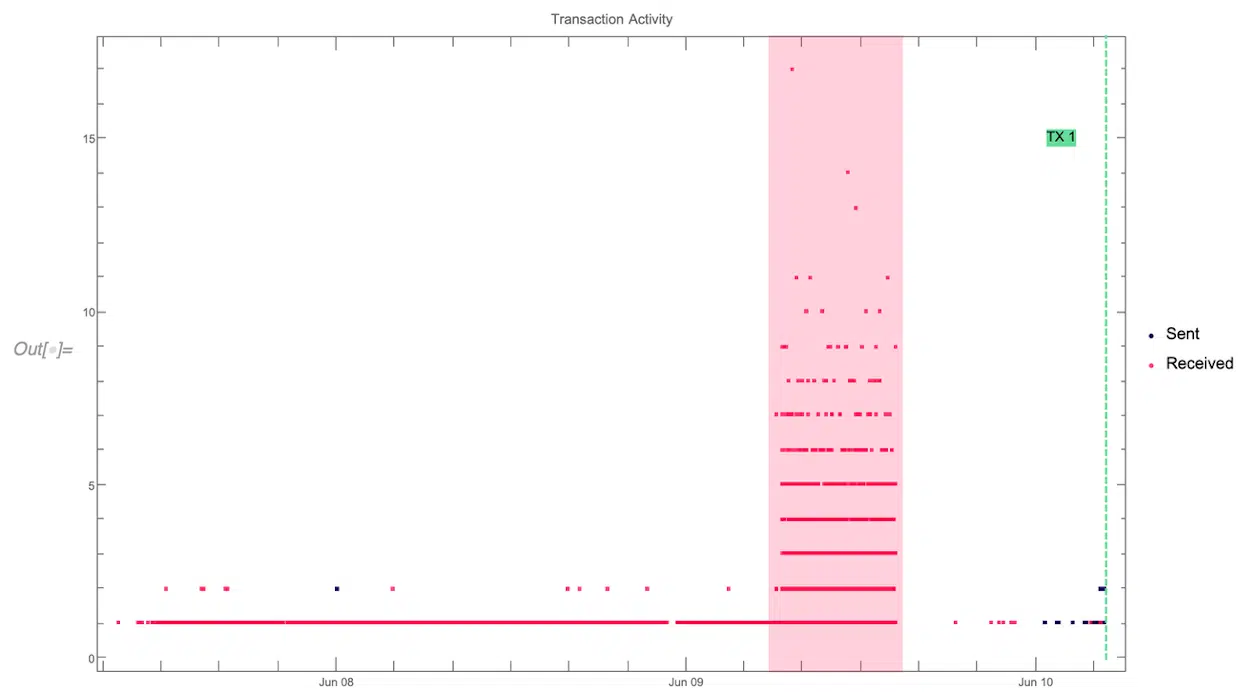 Transaction Activity
15
TX 1
10
Out[ ]=
Sent
Received
5
0
Jun 08
Jun 09
Jun 10